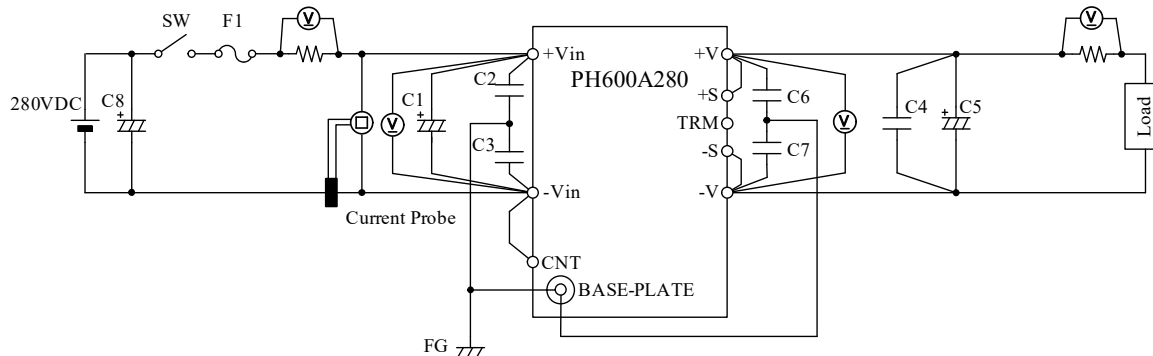 SW
F1
V
V
+Vin
+V
280VDC
C8
+
C1
+
C2
PH600A280
C6
C4
C5
+
+S
V
TRM
V
Load
C3
-S
C7
-Vin
-V
Current Probe
CNT
BASE-PLATE
FG